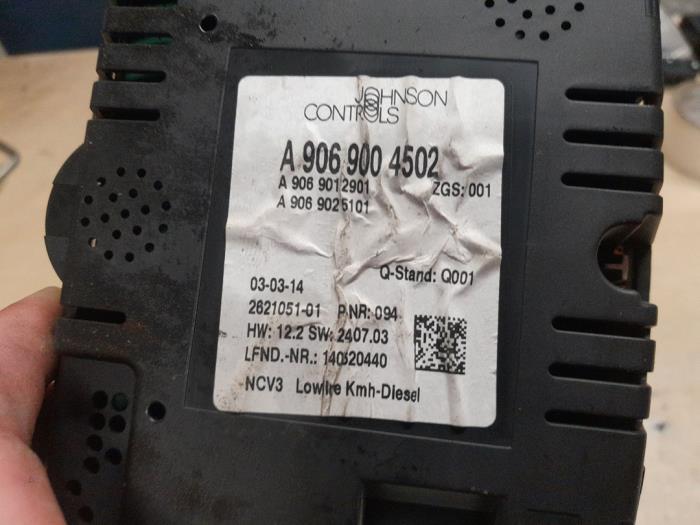 JOHNSON
CONTROLS
A 906 900 4502
A 906 9012901 ZGS: 001
A 906 9025101
Q-Stand: Q001
03-03-14
2621051-01 P.NR: 094
HW: 12.2 SW: 2407.03
LFND.-NR.: 140620440
NCV3 Lowline Kmh-Diesel